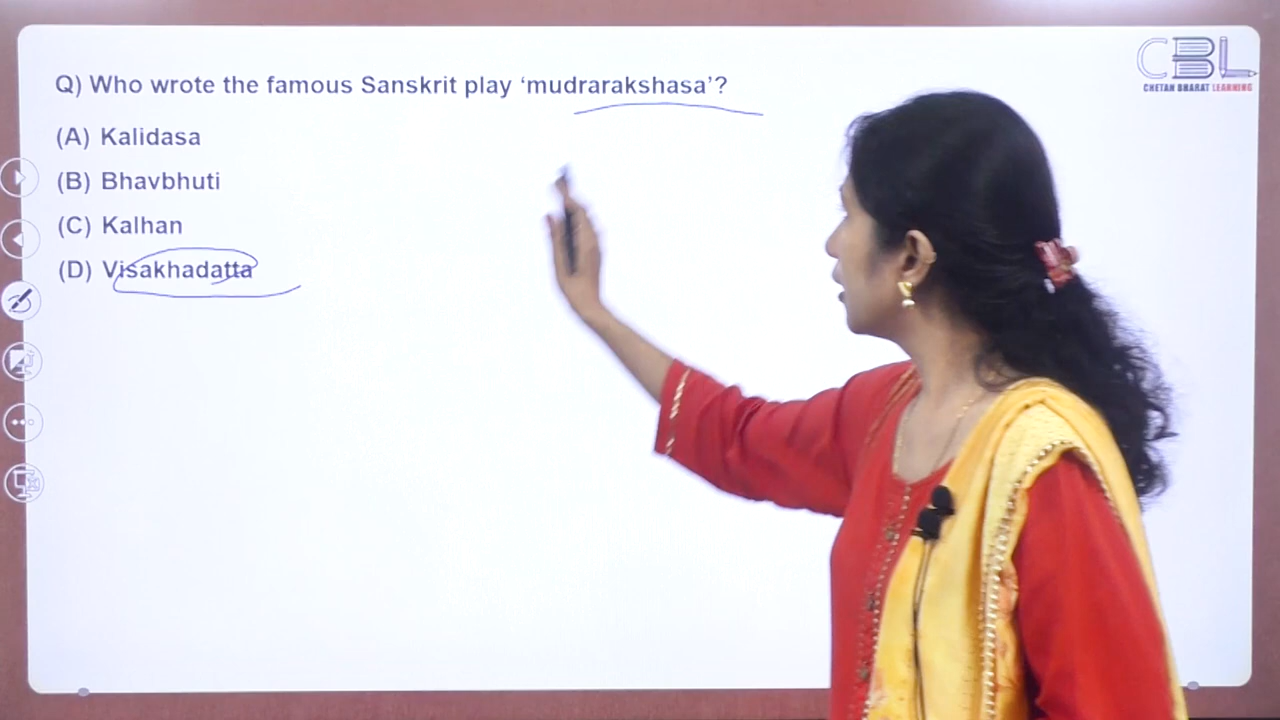 CBL
CHETAN BHARAT LEARNING
Q) Who wrote the famous Sanskrit play ‘mudrarakshasa’?
(A) Kalidasa
(B) Bhavbhuti
(C) Kalhan
(D) Visakhadatta